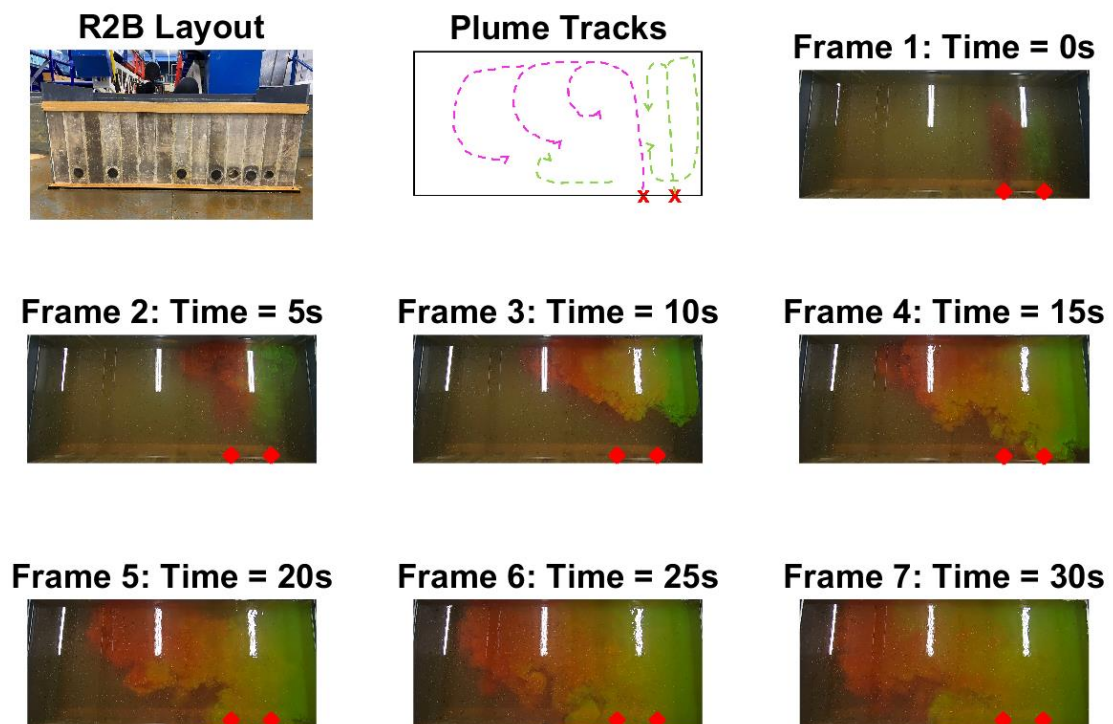 R2B Layout
Plume Tracks
Frame 1: Time = 0s
Frame 2: Time = 5s
Frame 3: Time = 10s
Frame 4: Time = 15s
Frame 5: Time = 20s
Frame 6: Time = 25s
Frame 7: Time = 30s